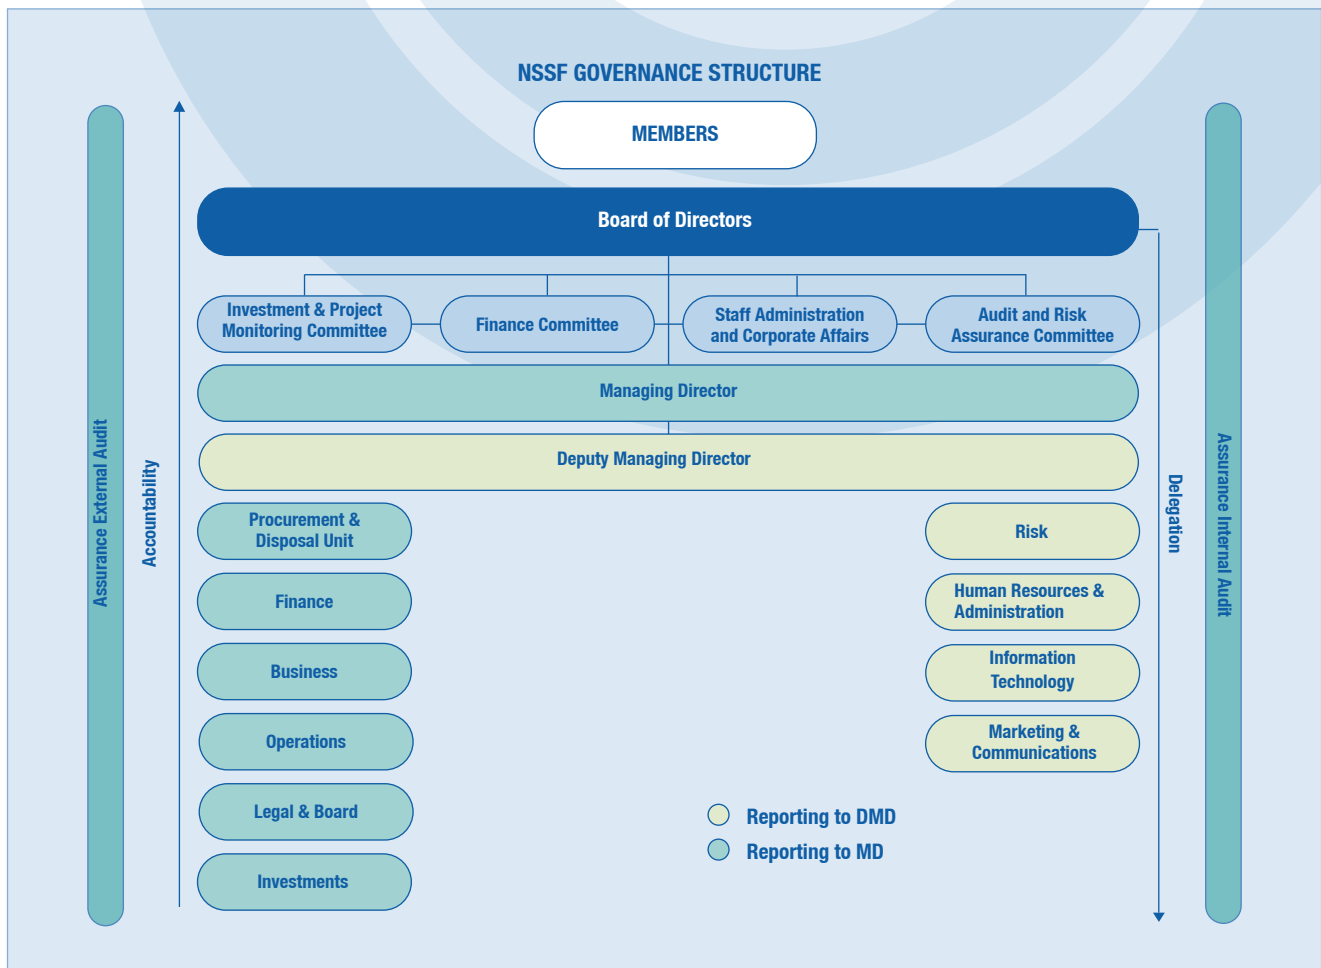 NSSF GOVERNANCE STRUCTURE
MEMBERS
Board of Directors
Investment & Project
Monitoring Committee
Finance Committee
Staff Administration
and Corporate Affairs
Audit and Risk
Assurance Committee
Managing Director
Deputy Managing Director
Assurance External Audit
Accountability
Procurement &
Disposal Unit
Finance
Business
Operations
Legal & Board
Investments
Risk
Human Resources &
Administration
Information
Technology
Marketing &
Communications
Delegation
Assurance Internal Audit
Reporting to DMD
Reporting to MD